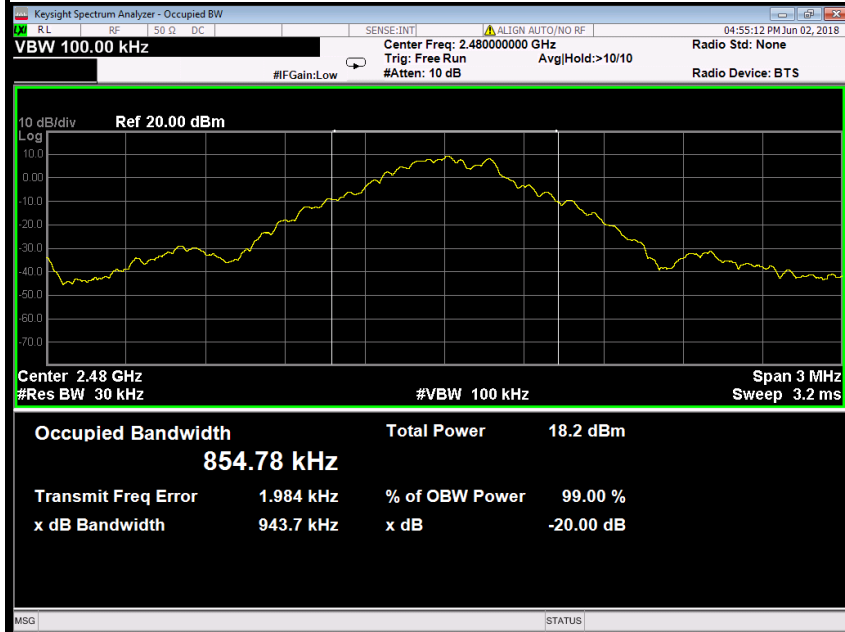 Keysight Spectrum Analyzer - Occupied BW
LXI RL RF 50 Ω DC SENSE:INT ALIGN AUTO/NO RF 04:55:12 PM Jun 02, 2018
VBW 100.00 kHz Center Freq: 2.480000000 GHz Radio Std: None
Trig: Free Run Avg|Hold:>10/10
#IFGain:Low #Atten: 10 dB Radio Device: BTS
10 dB/div Ref 20.00 dBm
Log
10.0
0.00
-10.0
-20.0
-30.0
-40.0
-50.0
-60.0
-70.0
Center 2.48 GHz Span 3 MHz
#Res BW 30 kHz #VBW 100 kHz Sweep 3.2 ms
Occupied Bandwidth Total Power 18.2 dBm
854.78 kHz
Transmit Freq Error 1.984 kHz % of OBW Power 99.00 %
x dB Bandwidth 943.7 kHz x dB -20.00 dB
MSG STATUS